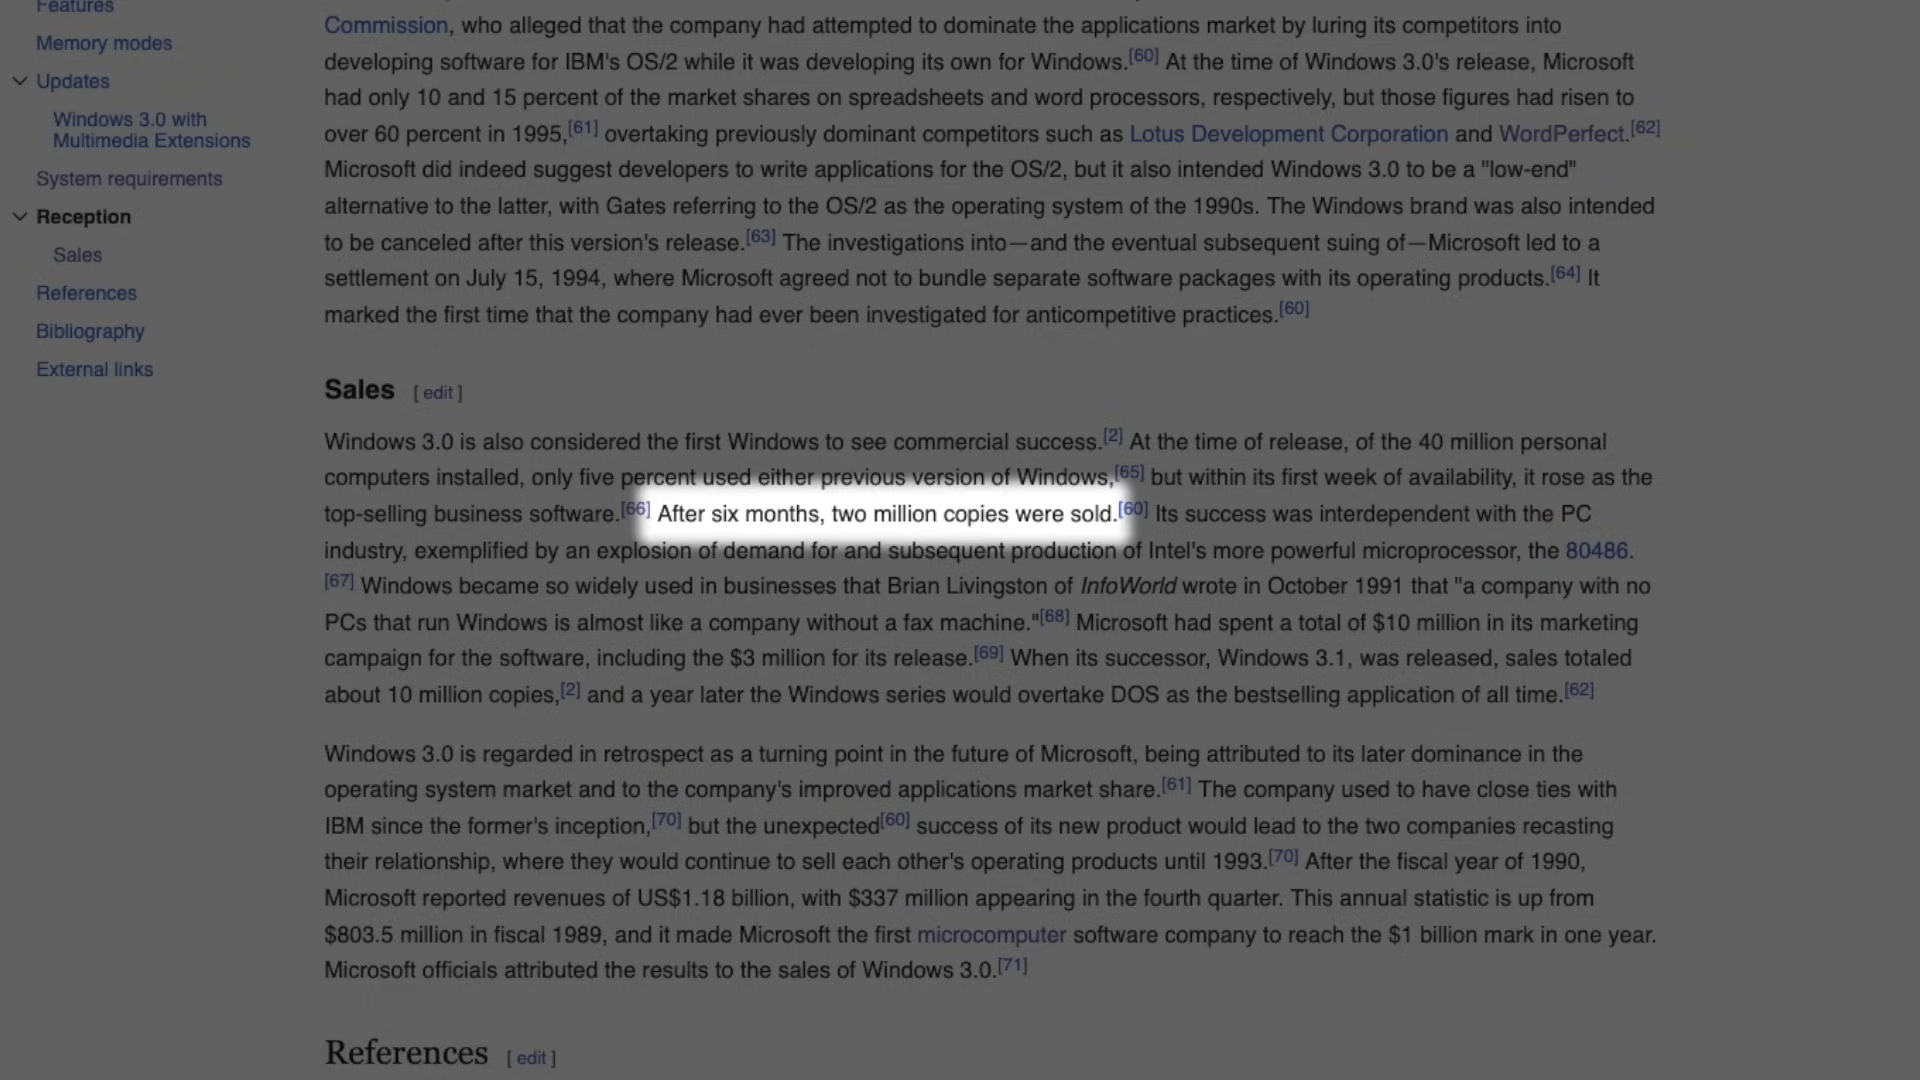 Features
Memory modes
Updates
Windows 3.0 with
Multimedia Extensions
System requirements
Reception
Sales
References
Bibliography
External links
Commission, who alleged that the company had attempted to dominate the applications market by luring its competitors into
developing software for IBM's OS/2 while it was developing its own for Windows.[60] At the time of Windows 3.0's release, Microsoft
had only 10 and 15 percent of the market shares on spreadsheets and word processors, respectively, but those figures had risen to
over 60 percent in 1995,[61] overtaking previously dominant competitors such as Lotus Development Corporation and WordPerfect.[62]
Microsoft did indeed suggest developers to write applications for the OS/2, but it also intended Windows 3.0 to be a "low-end"
alternative to the latter, with Gates referring to the OS/2 as the operating system of the 1990s. The Windows brand was also intended
to be canceled after this version's release.[63] The investigations into—and the eventual subsequent suing of—Microsoft led to a
settlement on July 15, 1994, where Microsoft agreed not to bundle separate software packages with its operating products.[64] It
marked the first time that the company had ever been investigated for anticompetitive practices.[60]
Sales [ edit ]
Windows 3.0 is also considered the first Windows to see commercial success.[2] At the time of release, of the 40 million personal
computers installed, only five percent used either previous version of Windows,[65] but within its first week of availability, it rose as the
top-selling business software.[66] After six months, two million copies were sold.[60] Its success was interdependent with the PC
industry, exemplified by an explosion of demand for and subsequent production of Intel's more powerful microprocessor, the 80486.
[67] Windows became so widely used in businesses that Brian Livingston of InfoWorld wrote in October 1991 that "a company with no
PCs that run Windows is almost like a company without a fax machine."[68] Microsoft had spent a total of $10 million in its marketing
campaign for the software, including the $3 million for its release.[69] When its successor, Windows 3.1, was released, sales totaled
about 10 million copies,[2] and a year later the Windows series would overtake DOS as the bestselling application of all time.[62]
Windows 3.0 is regarded in retrospect as a turning point in the future of Microsoft, being attributed to its later dominance in the
operating system market and to the company's improved applications market share.[61] The company used to have close ties with
IBM since the former's inception,[70] but the unexpected[60] success of its new product would lead to the two companies recasting
their relationship, where they would continue to sell each other's operating products until 1993.[70] After the fiscal year of 1990,
Microsoft reported revenues of US$1.18 billion, with $337 million appearing in the fourth quarter. This annual statistic is up from
$803.5 million in fiscal 1989, and it made Microsoft the first microcomputer software company to reach the $1 billion mark in one year.
Microsoft officials attributed the results to the sales of Windows 3.0.[71]
References [ edit ]